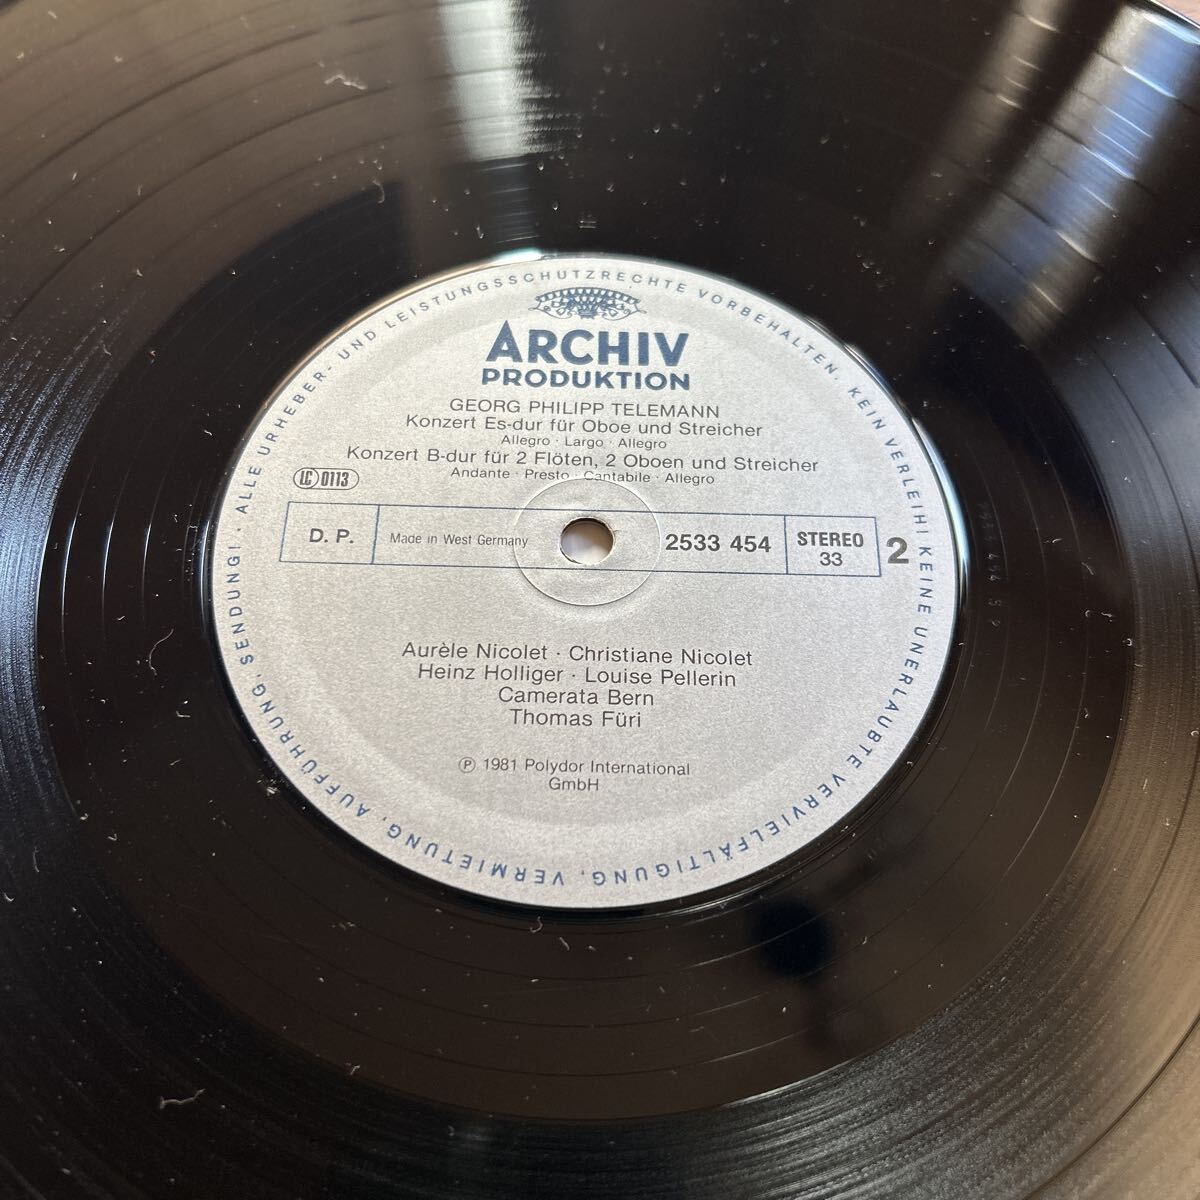 ALLE URHEBER- UND LEISTUNGSSCHUTZRECHTE VORBEHALTEN. KEIN VERLEIH! KEINE UNERLAUBTE VERVIELFÄLTIGUNG, VERMIETUNG, AUFFÜHRUNG, SENDUNG! ·
ARCHIV
PRODUKTION
GEORG PHILIPP TELEMANN
Konzert Es-dur für Oboe und Streicher
Allegro · Largo · Allegro
Konzert B-dur für 2 Flöten, 2 Oboen und Streicher
Andante · Presto · Cantabile · Allegro
LC 0113
D. P.
Made in West Germany
2533 454
STEREO
33
2
Aurèle Nicolet · Christiane Nicolet
Heinz Holliger · Louise Pellerin
Camerata Bern
Thomas Füri
℗ 1981 Polydor International
GmbH